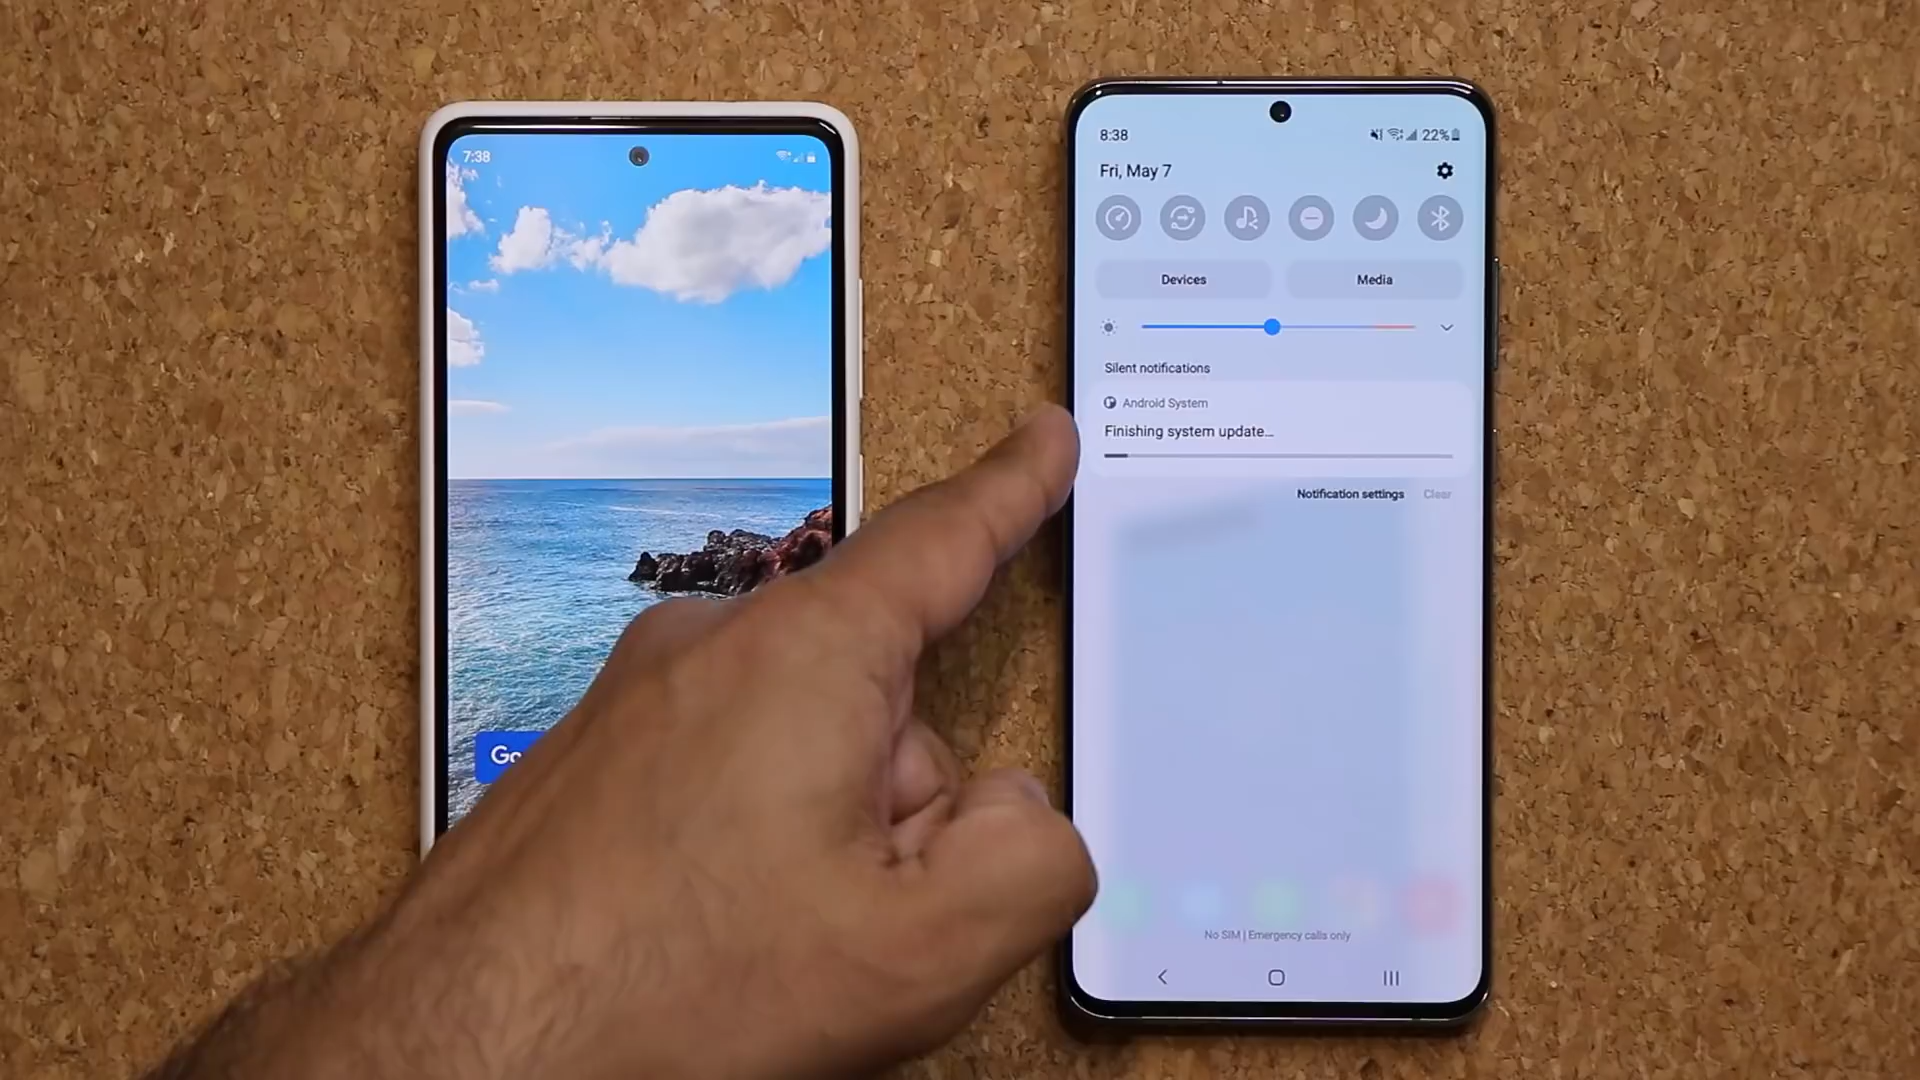 7:38
Go
8:38
22%
Fri, May 7
Devices
Media
Silent notifications
Android System
Finishing system update...
Notification settings
Clear
No SIM | Emergency calls only